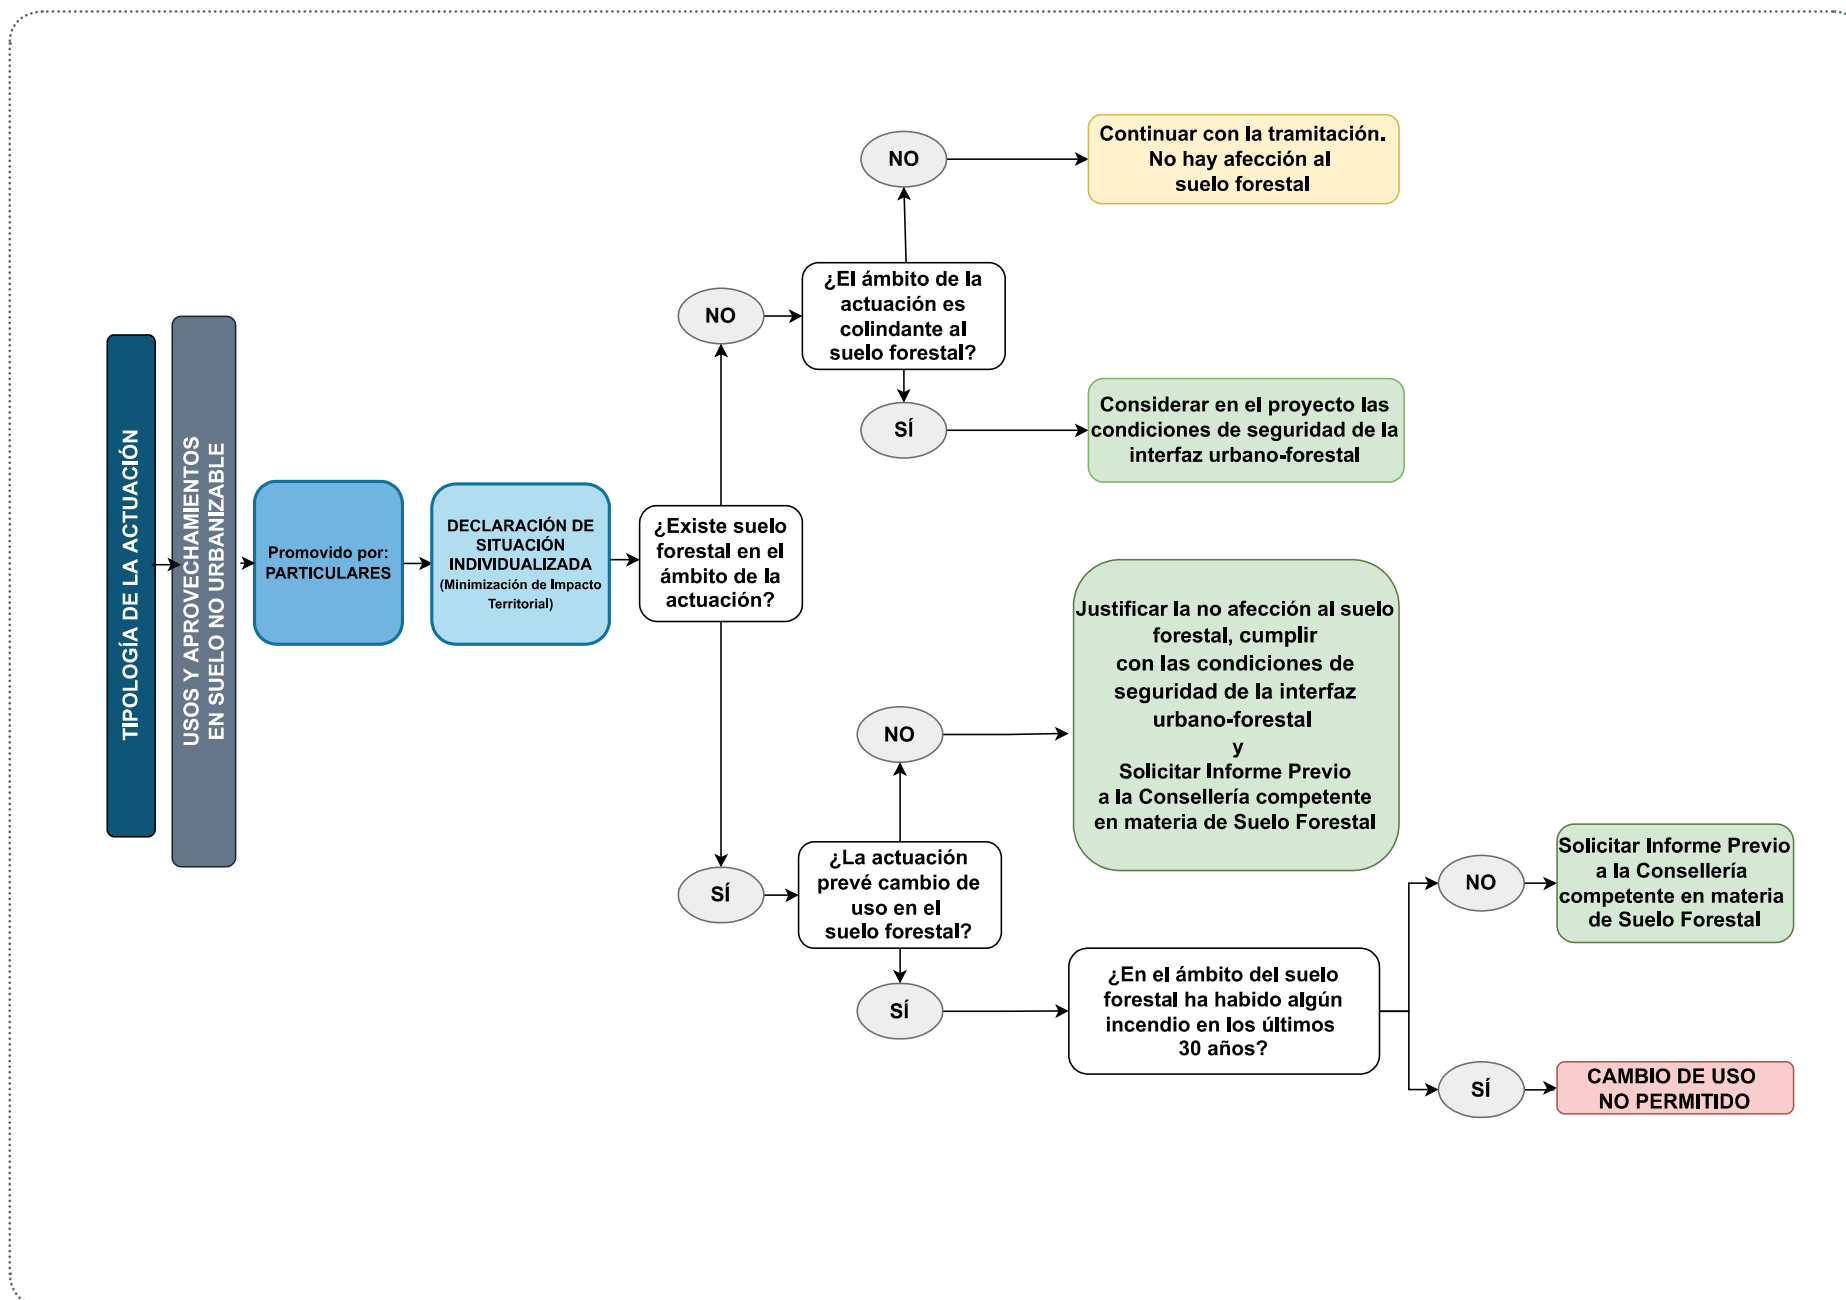 TIPOLOGÍA DE LA ACTUACIÓN
USOS Y APROVECHAMIENTOS
EN SUELO NO URBANIZABLE
Promovido por:
PARTICULARES
DECLARACIÓN DE
SITUACIÓN
INDIVIDUALIZADA
(Minimización de Impacto
Territorial)
¿Existe suelo
forestal en el
ámbito de la
actuación?
NO
¿El ámbito de la
actuación es
colindante al
suelo forestal?
NO
Continuar con la tramitación.
No hay afección al
suelo forestal
SÍ
Considerar en el proyecto las
condiciones de seguridad de la
interfaz urbano-forestal
SÍ
¿La actuación
prevé cambio de
uso en el
suelo forestal?
NO
Justificar la no afección al suelo
forestal, cumplir
con las condiciones de
seguridad de la interfaz
urbano-forestal
y
Solicitar Informe Previo
a la Consellería competente
en materia de Suelo Forestal
SÍ
¿En el ámbito del suelo
forestal ha habido algún
incendio en los últimos
30 años?
NO
Solicitar Informe Previo
a la Consellería
competente en materia
de Suelo Forestal
SÍ
CAMBIO DE USO
NO PERMITIDO